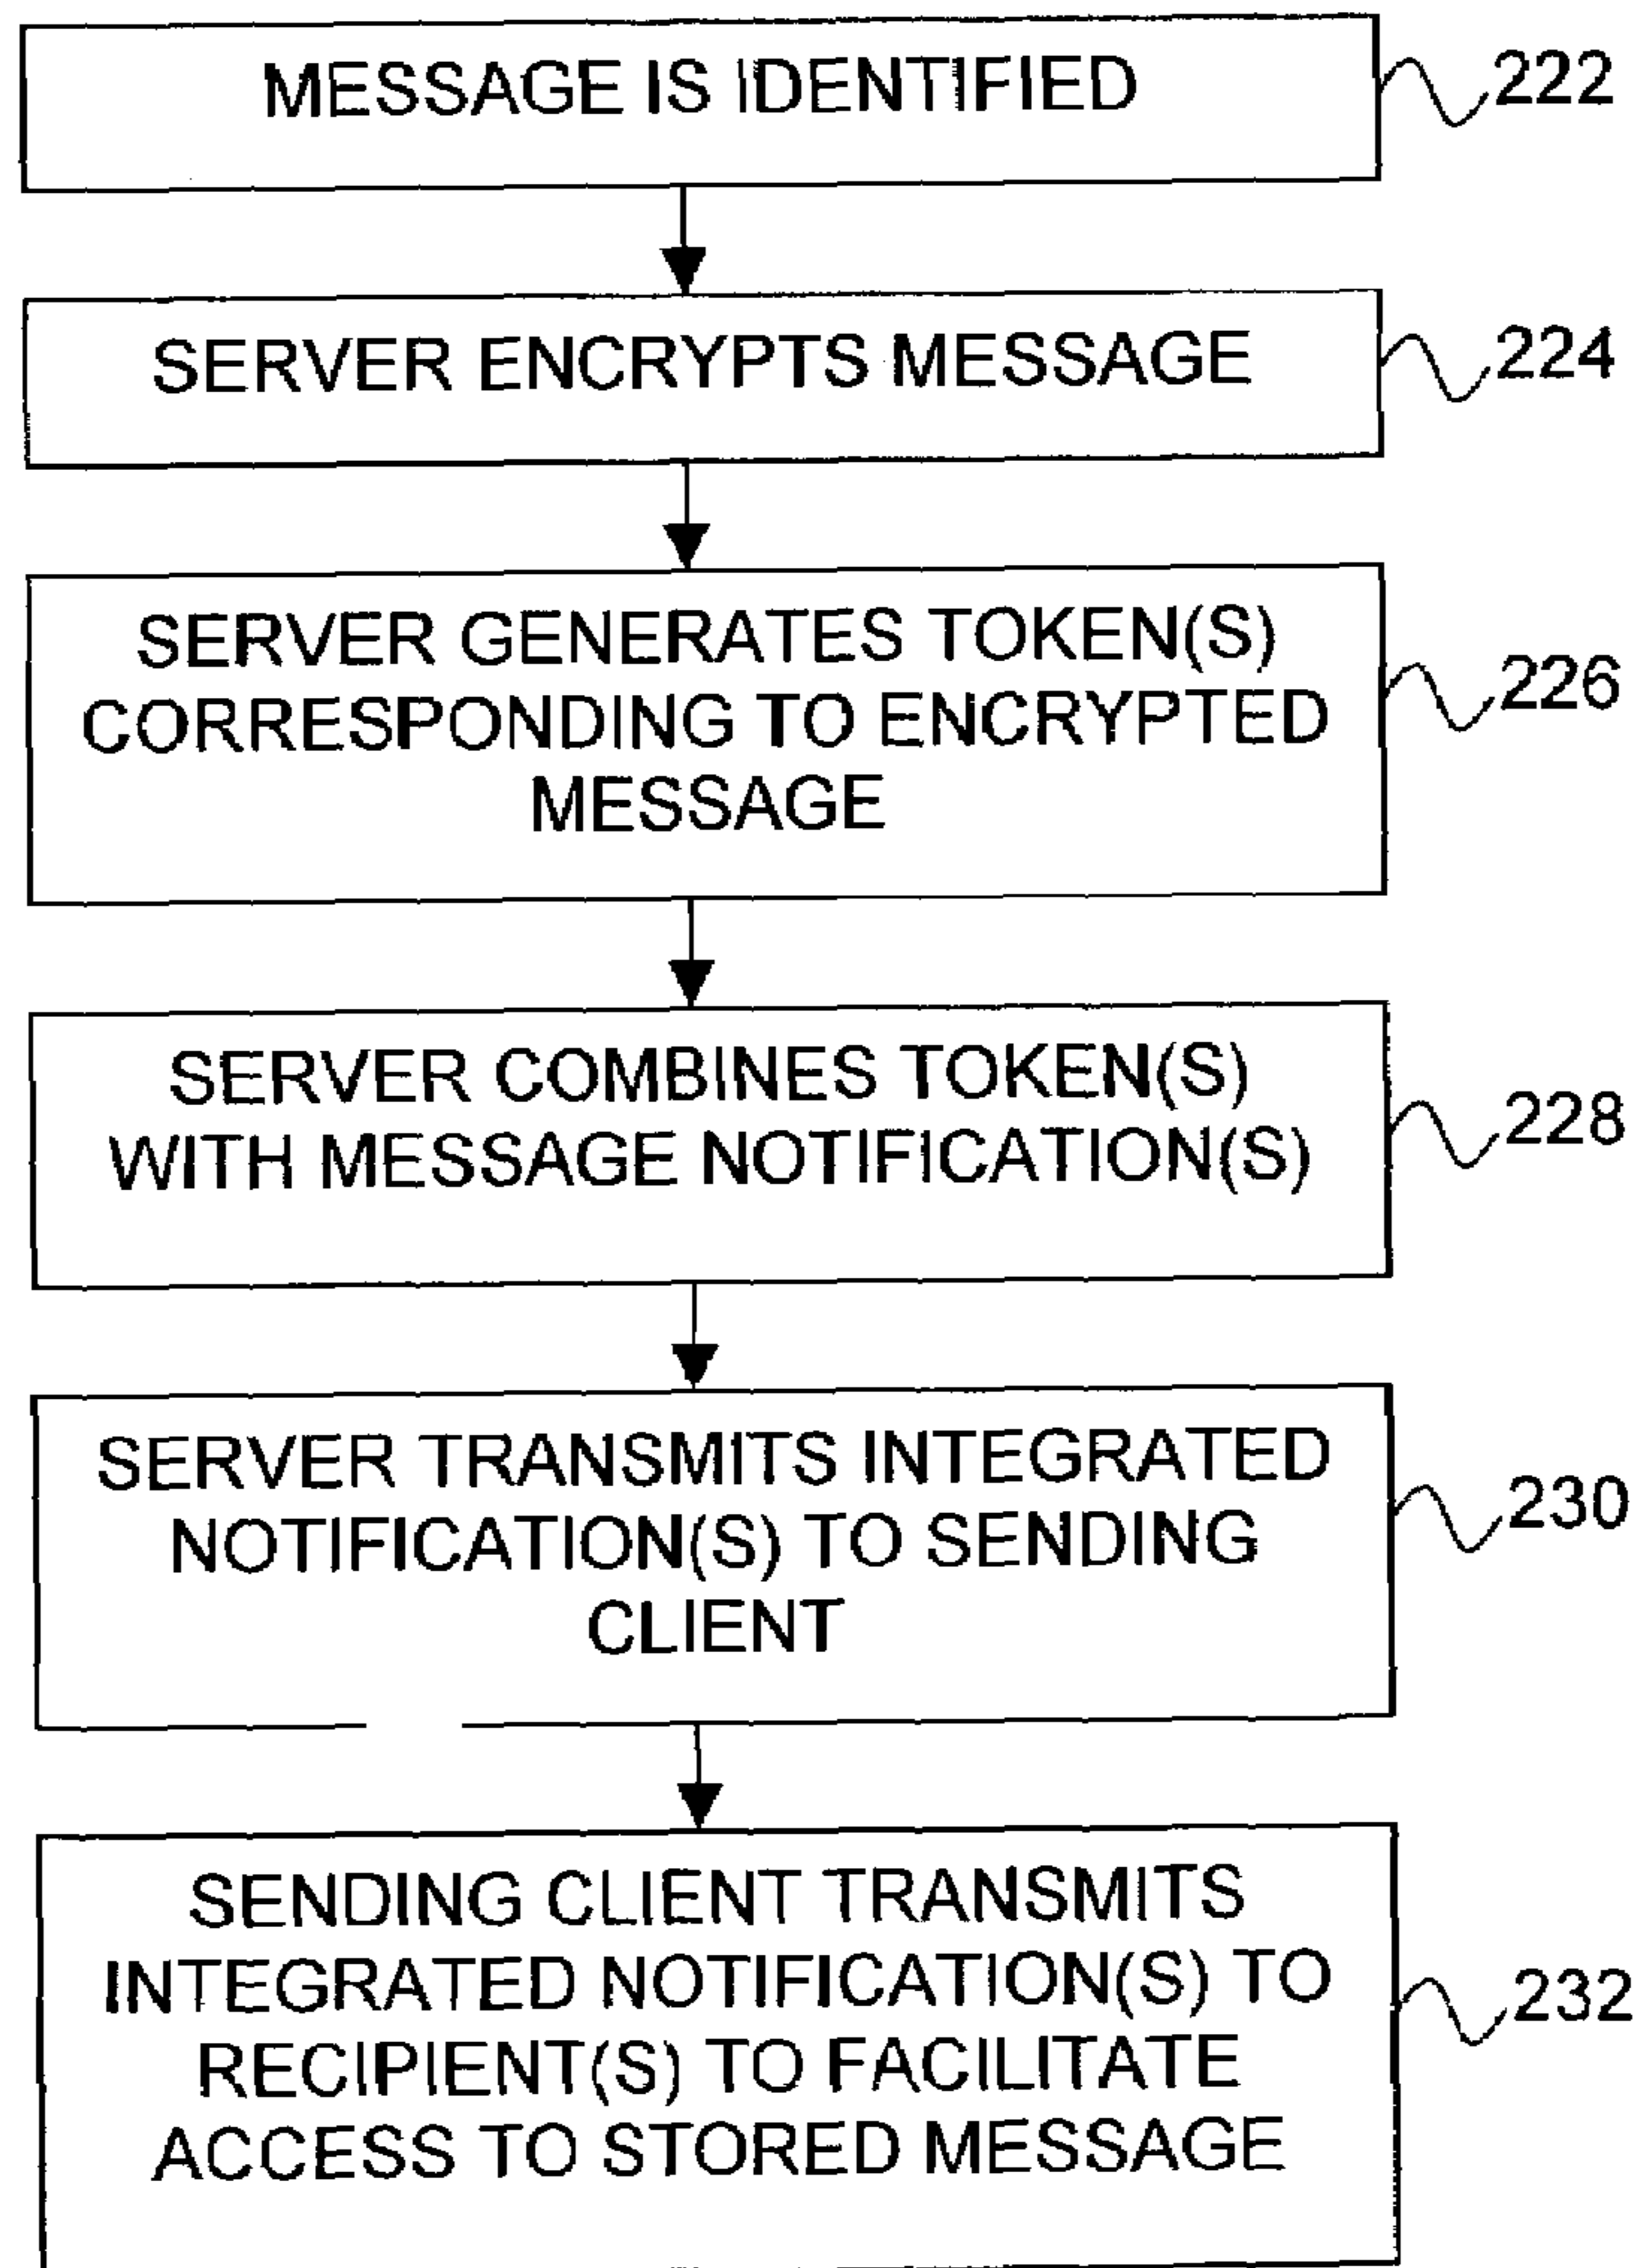 MESSAGE IS IDENTIFIED
222
SERVER ENCRYPTS MESSAGE
224
SERVER GENERATES TOKEN(S)
CORRESPONDING TO ENCRYPTED
MESSAGE
226
SERVER COMBINES TOKEN(S)
WITH MESSAGE NOTIFICATION(S)
228
SERVER TRANSMITS INTEGRATED
NOTIFICATION(S) TO SENDING
CLIENT
230
SENDING CLIENT TRANSMITS
INTEGRATED NOTIFICATION(S) TO
RECIPIENT(S) TO FACILITATE
ACCESS TO STORED MESSAGE
232